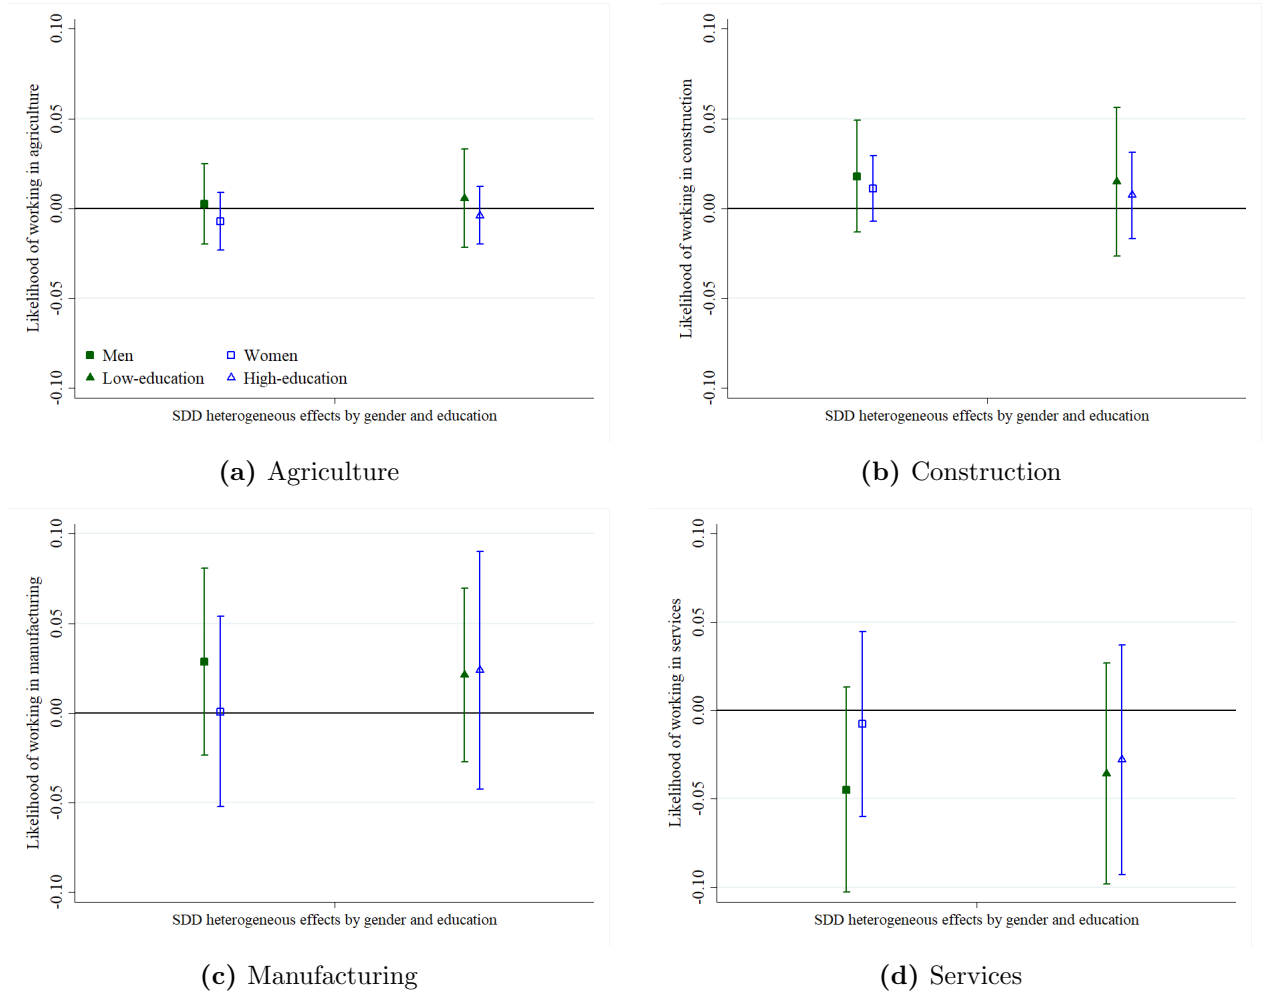 0.10
0.05
0.00
-0.05
-0.10
Likelihood of working in agriculture
Men
Women
Low-education
High-education
SDD heterogeneous effects by gender and education
(a) Agriculture
0.10
0.05
0.00
-0.05
-0.10
Likelihood of working in construction
SDD heterogeneous effects by gender and education
(b) Construction
0.10
0.05
0.00
-0.05
-0.10
Likelihood of working in manufacturing
SDD heterogeneous effects by gender and education
(c) Manufacturing
0.10
0.05
0.00
-0.05
-0.10
Likelihood of working in services
SDD heterogeneous effects by gender and education
(d) Services